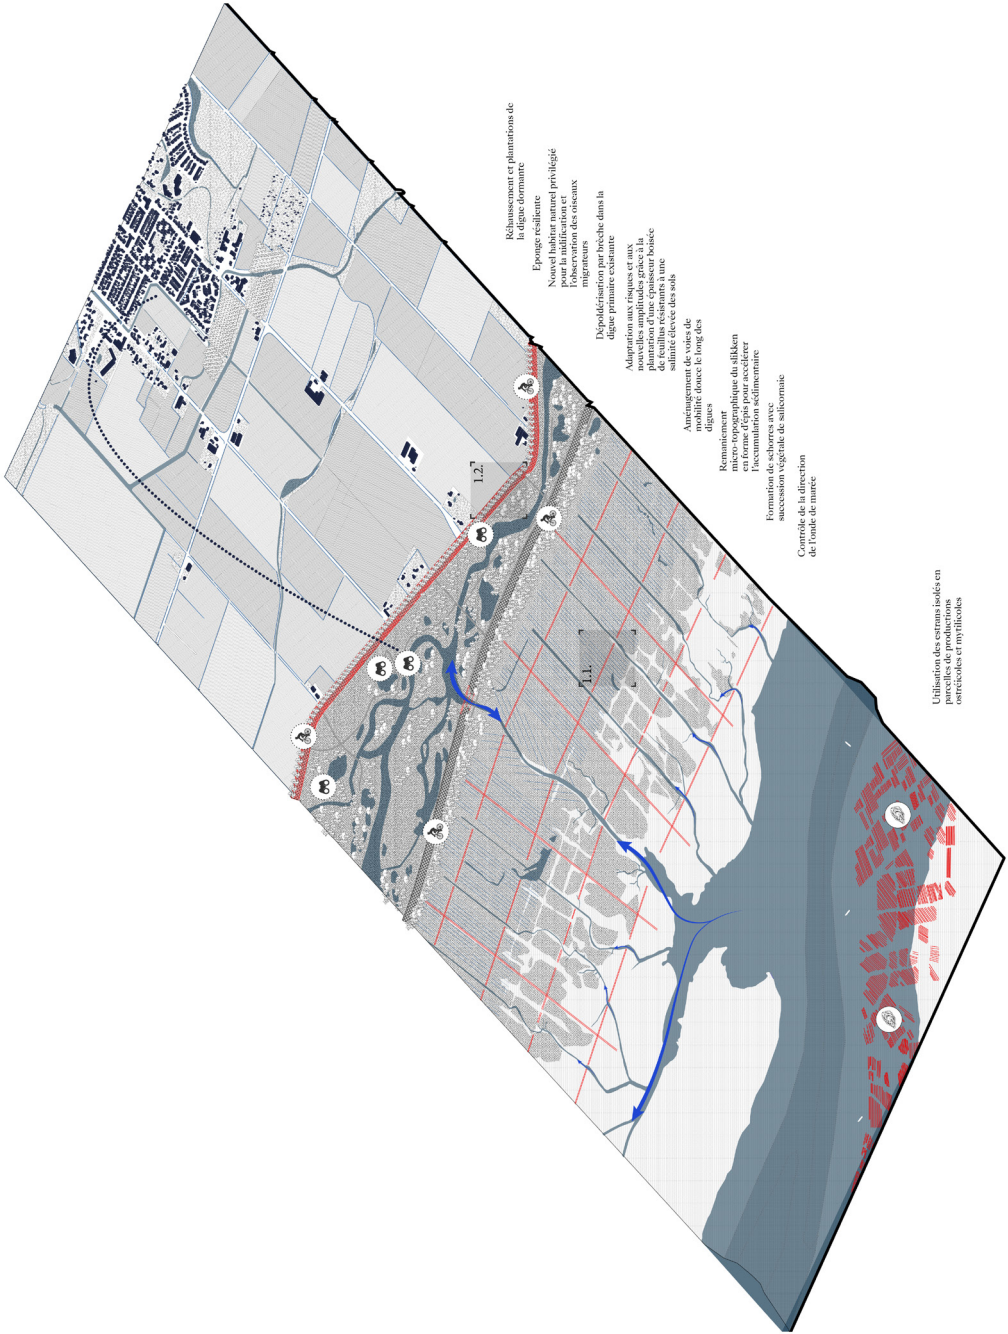 Réhaussement et plantations de
la digue dormante
Eponge résiliente
Nouvel habitat naturel privilégié
pour la nidification et
l'observation des oiseaux
migrateurs
Dépoldérisation par brèche dans la
digue primaire existante
Adaptation aux risques et aux
nouvelles amplitudes grâce à la
plantation d'une épaisseur boisée
de feuillus résistants à une
salinité élevée des sols
Aménagement de voies de
mobilité douce le long des
digues
Remaniement
micro-topographique du slikken
en forme d'épis pour accélérer
l'accumulation sédimentaire
Formation de schorres avec
succession végétale de salicornaie
Contrôle de la direction
de l'onde de marée
Utilisation des estrans isolés en
parcelles de productions
ostréicoles et mytilicoles
1.2.
1.1.